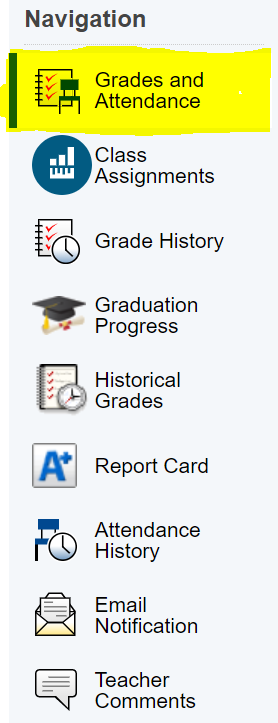 Navigation
Grades and
Attendance
Class
Assignments
Grade History
Graduation
Progress
Historical
Grades
A+
Report Card
Attendance
History
Email
Notification
Teacher
Comments